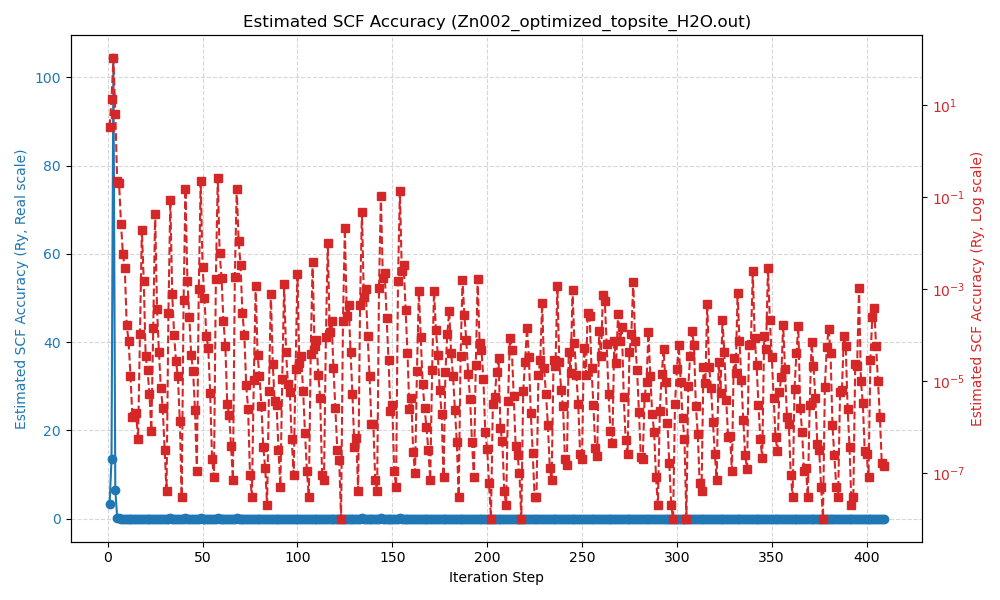 Estimated SCF Accuracy (Zn002_optimized_topsite_H2O.out)
Estimated SCF Accuracy (Ry, Real scale)
100
80
60
40
20
0
10^1
10^-1
10^-3
10^-5
10^-7
Estimated SCF Accuracy (Ry, Log scale)
0 50 100 150 200 250 300 350 400
Iteration Step